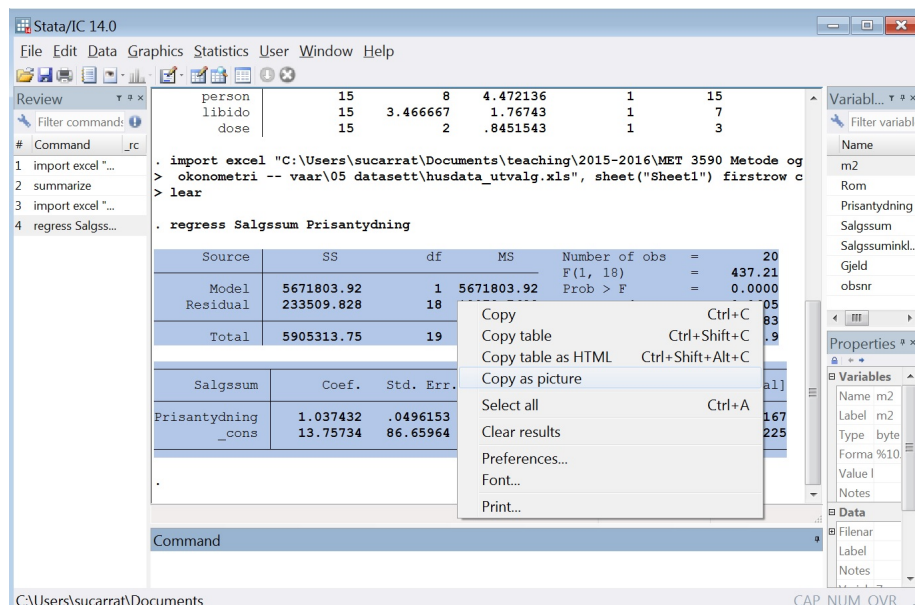 Stata/IC 14.0
File Edit Data Graphics Statistics User Window Help
Review
Filter commands
# Command _rc
1 import excel "...
2 summarize
3 import excel "...
4 regress Salgss...
person 15 8 4.472136 1 15
libido 15 3.466667 1.76743 1 7
dose 15 2 .8451543 1 3
. import excel "C:\Users\sucarrat\Documents\teaching\2015-2016\MET 3590 Metode og
> okonometri -- vaar\05 datasett\husdata_utvalg.xls", sheet("Sheet1") firstrow c
> lear
. regress Salgssum Prisantydning
Source SS df MS Number of obs = 20
F(1, 18) = 437.21
Model 5671803.92 1 5671803.92 Prob > F = 0.0000
Residual 233509.828 18 05
83
Total 5905313.75 19 .9
Salgssum Coef. Std. Err. al]
Prisantydning 1.037432 .0496153 167
_cons 13.75734 86.65964 225
.
Copy Ctrl+C
Copy table Ctrl+Shift+C
Copy table as HTML Ctrl+Shift+Alt+C
Copy as picture
Select all Ctrl+A
Clear results
Preferences...
Font...
Print...
Command
Variabl...
Filter variabl
Name
m2
Rom
Prisantydning
Salgssum
Salgssuminkl..
Gjeld
obsnr
Properties
Variables
Name m2
Label m2
Type byte
Forma %10.
Value l
Notes
Data
Filenar
Label
Notes
C:\Users\sucarrat\Documents
CAP NUM OVR